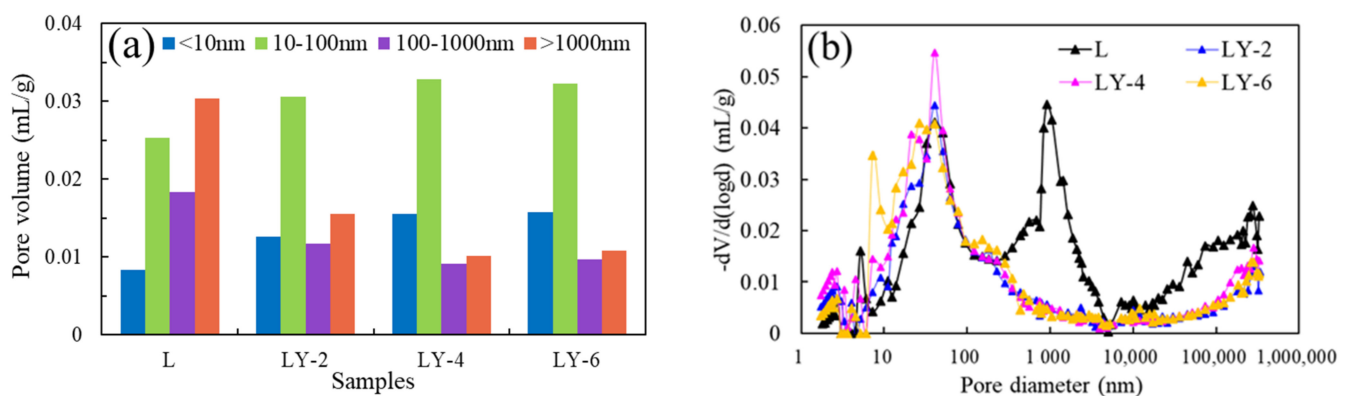 (a)
<10nm 10-100nm 100-1000nm >1000nm
Pore volume (mL/g)
0.04
0.03
0.02
0.01
0.00
L LY-2 LY-4 LY-6
Samples
(b)
L LY-2
LY-4 LY-6
-dV/d(logd) (mL/g)
0.06
0.05
0.04
0.03
0.02
0.01
0
1 10 100 1 000 10,000 100,000 1,000,000
Pore diameter (nm)